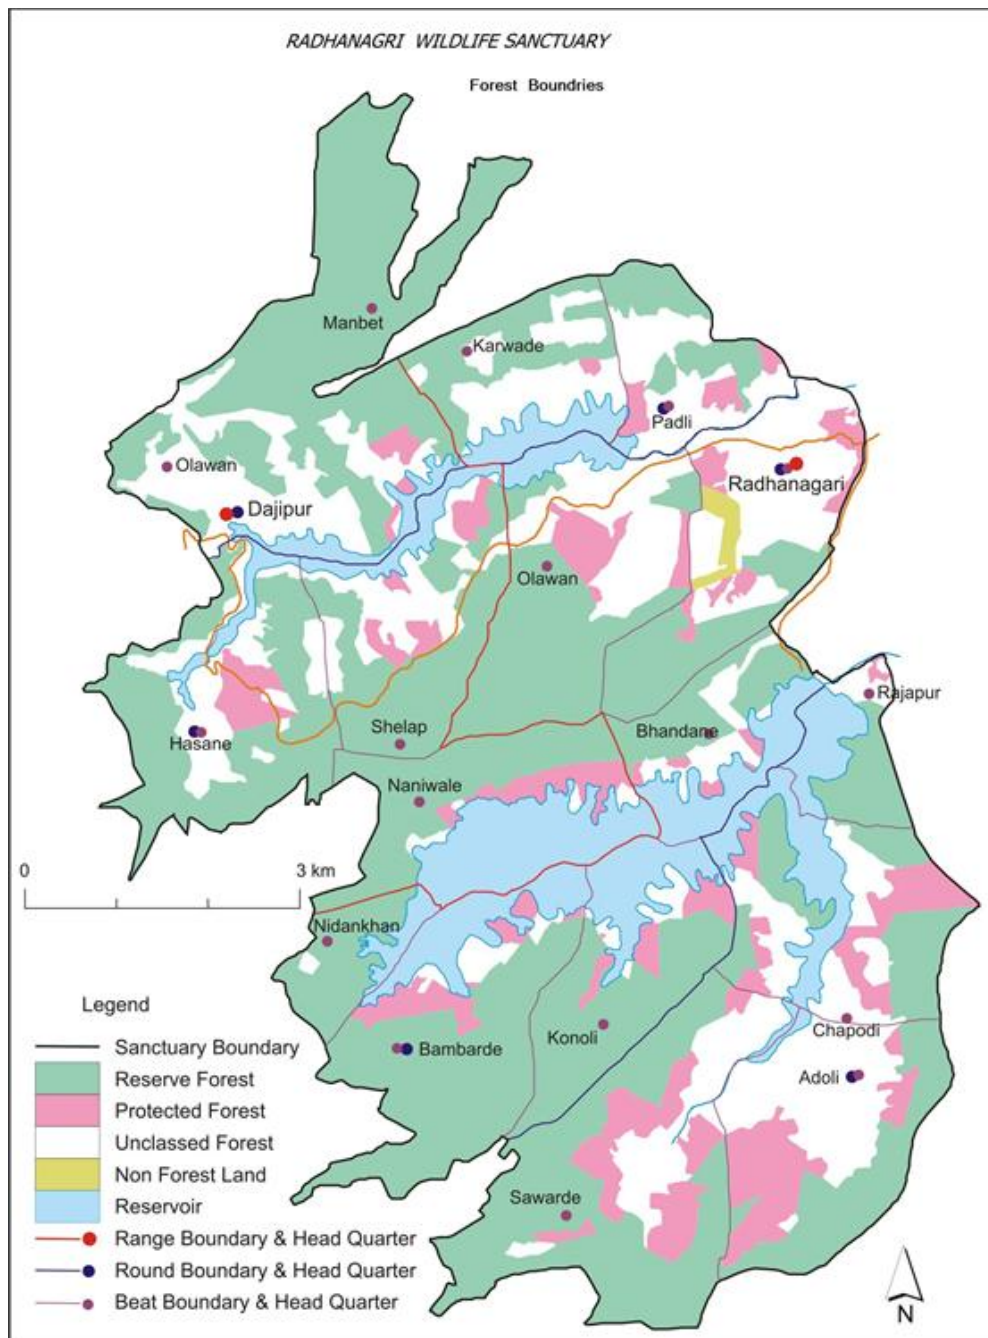 RADHANAGRI WILDLIFE SANCTUARY
Forest Boundries
Manbet
Karwade
Padli
Olawan
Radhanagari
Dajipur
Olawan
Rajapur
Shelap
Bhandane
Hasane
Naniwale
0 3 km
Nidankhan
Legend
Chapodi
Konoli
Sanctuary Boundary
Bambarde
Reserve Forest
Adoli
Protected Forest
Unclassed Forest
Non Forest Land
Sawarde
Reservoir
Range Boundary & Head Quarter
Round Boundary & Head Quarter
Beat Boundary & Head Quarter
N